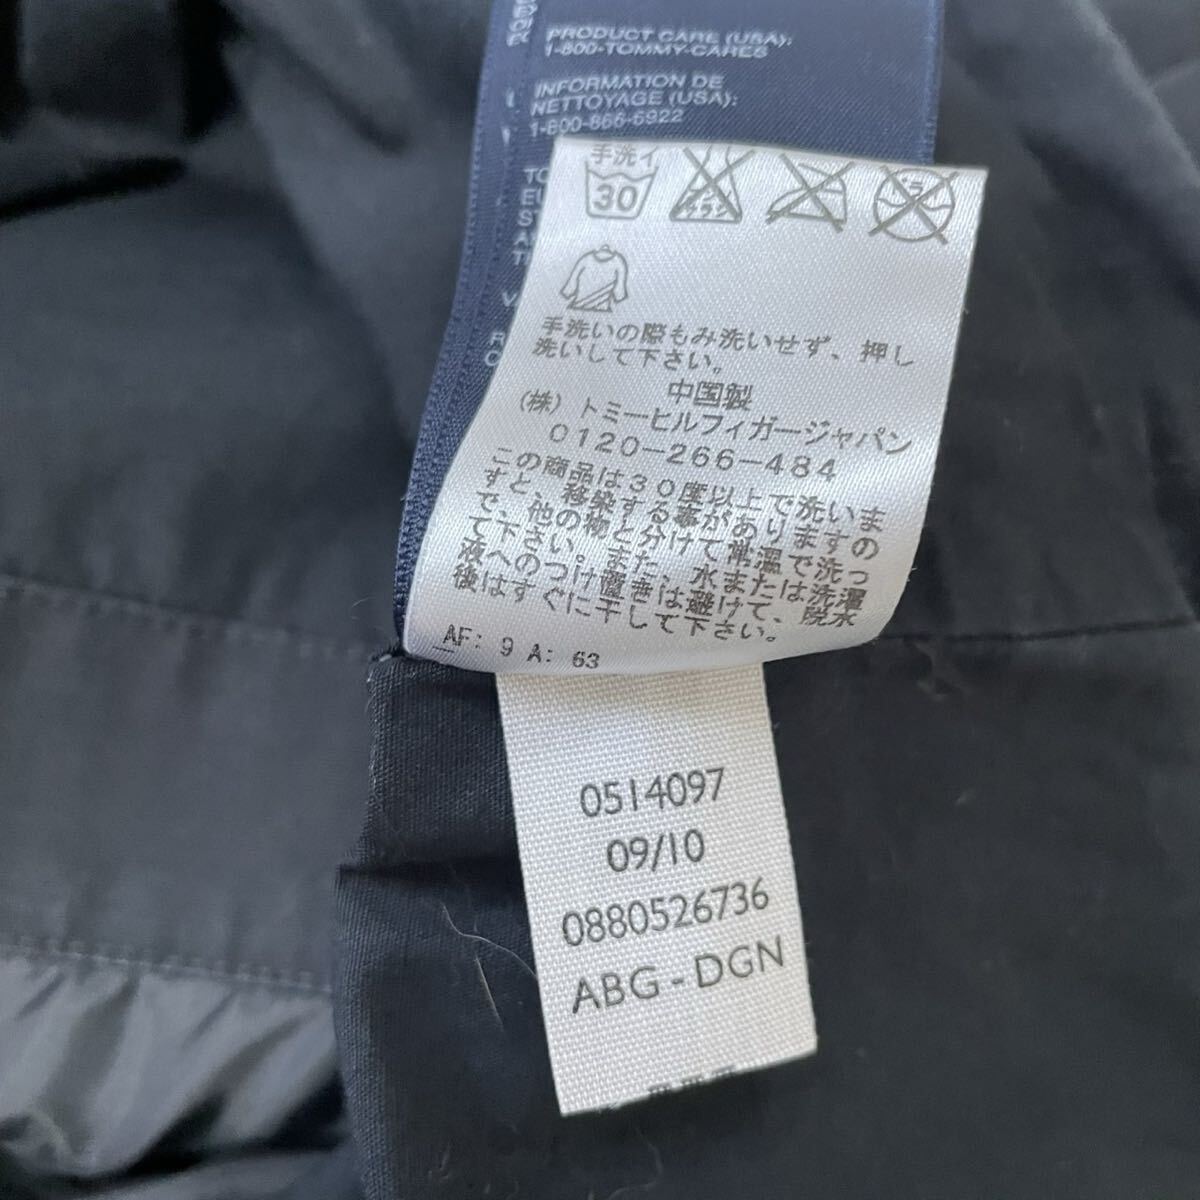 PRODUCT CARE (USA):
1-800-TOMMY-CARES
INFORMATION DE
NETTOYAGE (USA):
1-800-866-6922
手洗イ
30
ドライ
手洗いの際もみ洗いせず、押し
洗いして下さい。
中国製
(株)トミーヒルフィガージャパン
0120-266-484
この商品は30度以上で洗いま
すと、移染する事がありますの
で、他の物と分けて常温で洗っ
て下さい。また、水または洗濯
液へのつけ置きは避けて、脱水
後はすぐに干して下さい。
AF: 9 A: 63
0514097
09/10
0880526736
ABG - DGN